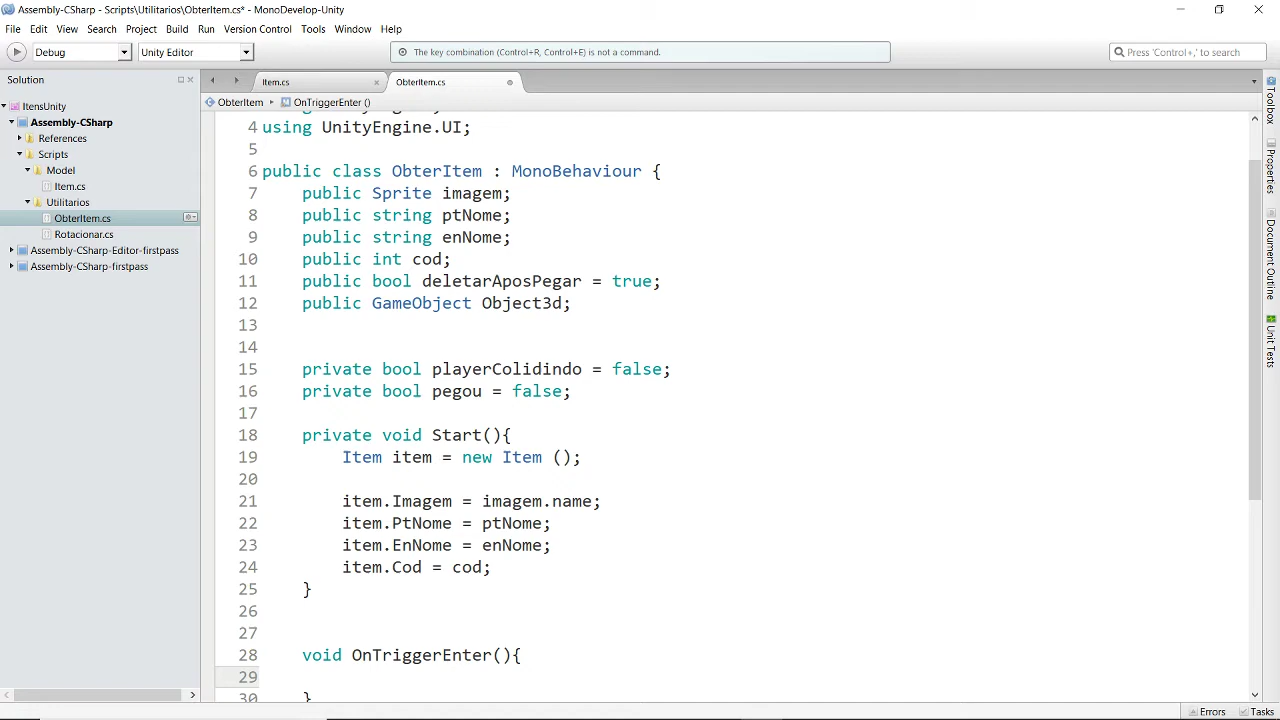 Assembly-CSharp - Scripts\Utilitarios\ObterItem.cs* - MonoDevelop-Unity
File Edit View Search Project Build Run Version Control Tools Window Help
Debug Unity Editor The key combination (Control+R, Control+E) is not a command. Press 'Control+,' to search
Solution
ItensUnity
Assembly-CSharp
References
Scripts
Model
Item.cs
Utilitarios
ObterItem.cs
Rotacionar.cs
Assembly-CSharp-Editor-firstpass
Assembly-CSharp-firstpass
Item.cs ObterItem.cs
ObterItem OnTriggerEnter ()
4 using UnityEngine.UI;
5
6 public class ObterItem : MonoBehaviour {
7 public Sprite imagem;
8 public string ptNome;
9 public string enNome;
10 public int cod;
11 public bool deletarAposPegar = true;
12 public GameObject Object3d;
13
14
15 private bool playerColidindo = false;
16 private bool pegou = false;
17
18 private void Start(){
19 Item item = new Item ();
20
21 item.Imagem = imagem.name;
22 item.PtNome = ptNome;
23 item.EnNome = enNome;
24 item.Cod = cod;
25 }
26
27
28 void OnTriggerEnter(){
29
30 }
Toolbox
Properties
Document Outline
Unit Tests
Errors Tasks